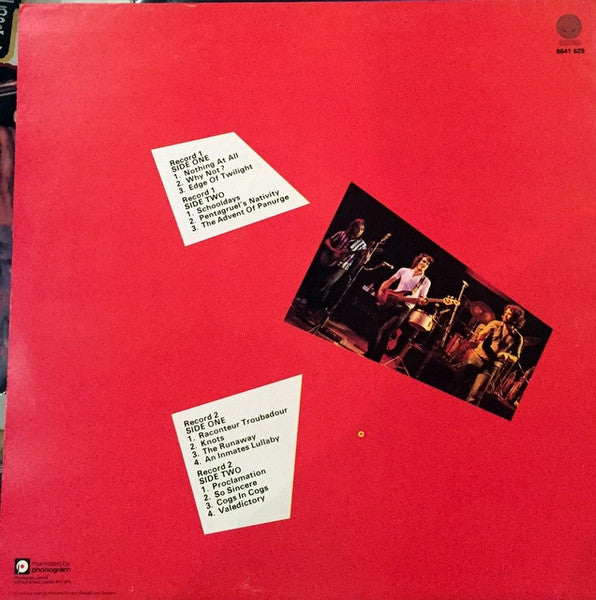 6641 629
Record 1
SIDE ONE
1. Nothing At All
2. Why Not?
3. Edge Of Twilight
Record 1
SIDE TWO
1. Schooldays
2. Pentagruel's Nativity
3. The Advent Of Panurge
Record 2
SIDE ONE
1. Raconteur Troubadour
2. Knots
3. The Runaway
4. An Inmates Lullaby
Record 2
SIDE TWO
1. Proclamation
2. So Sincere
3. Cogs In Cogs
4. Valedictory
marketed by
phonogram